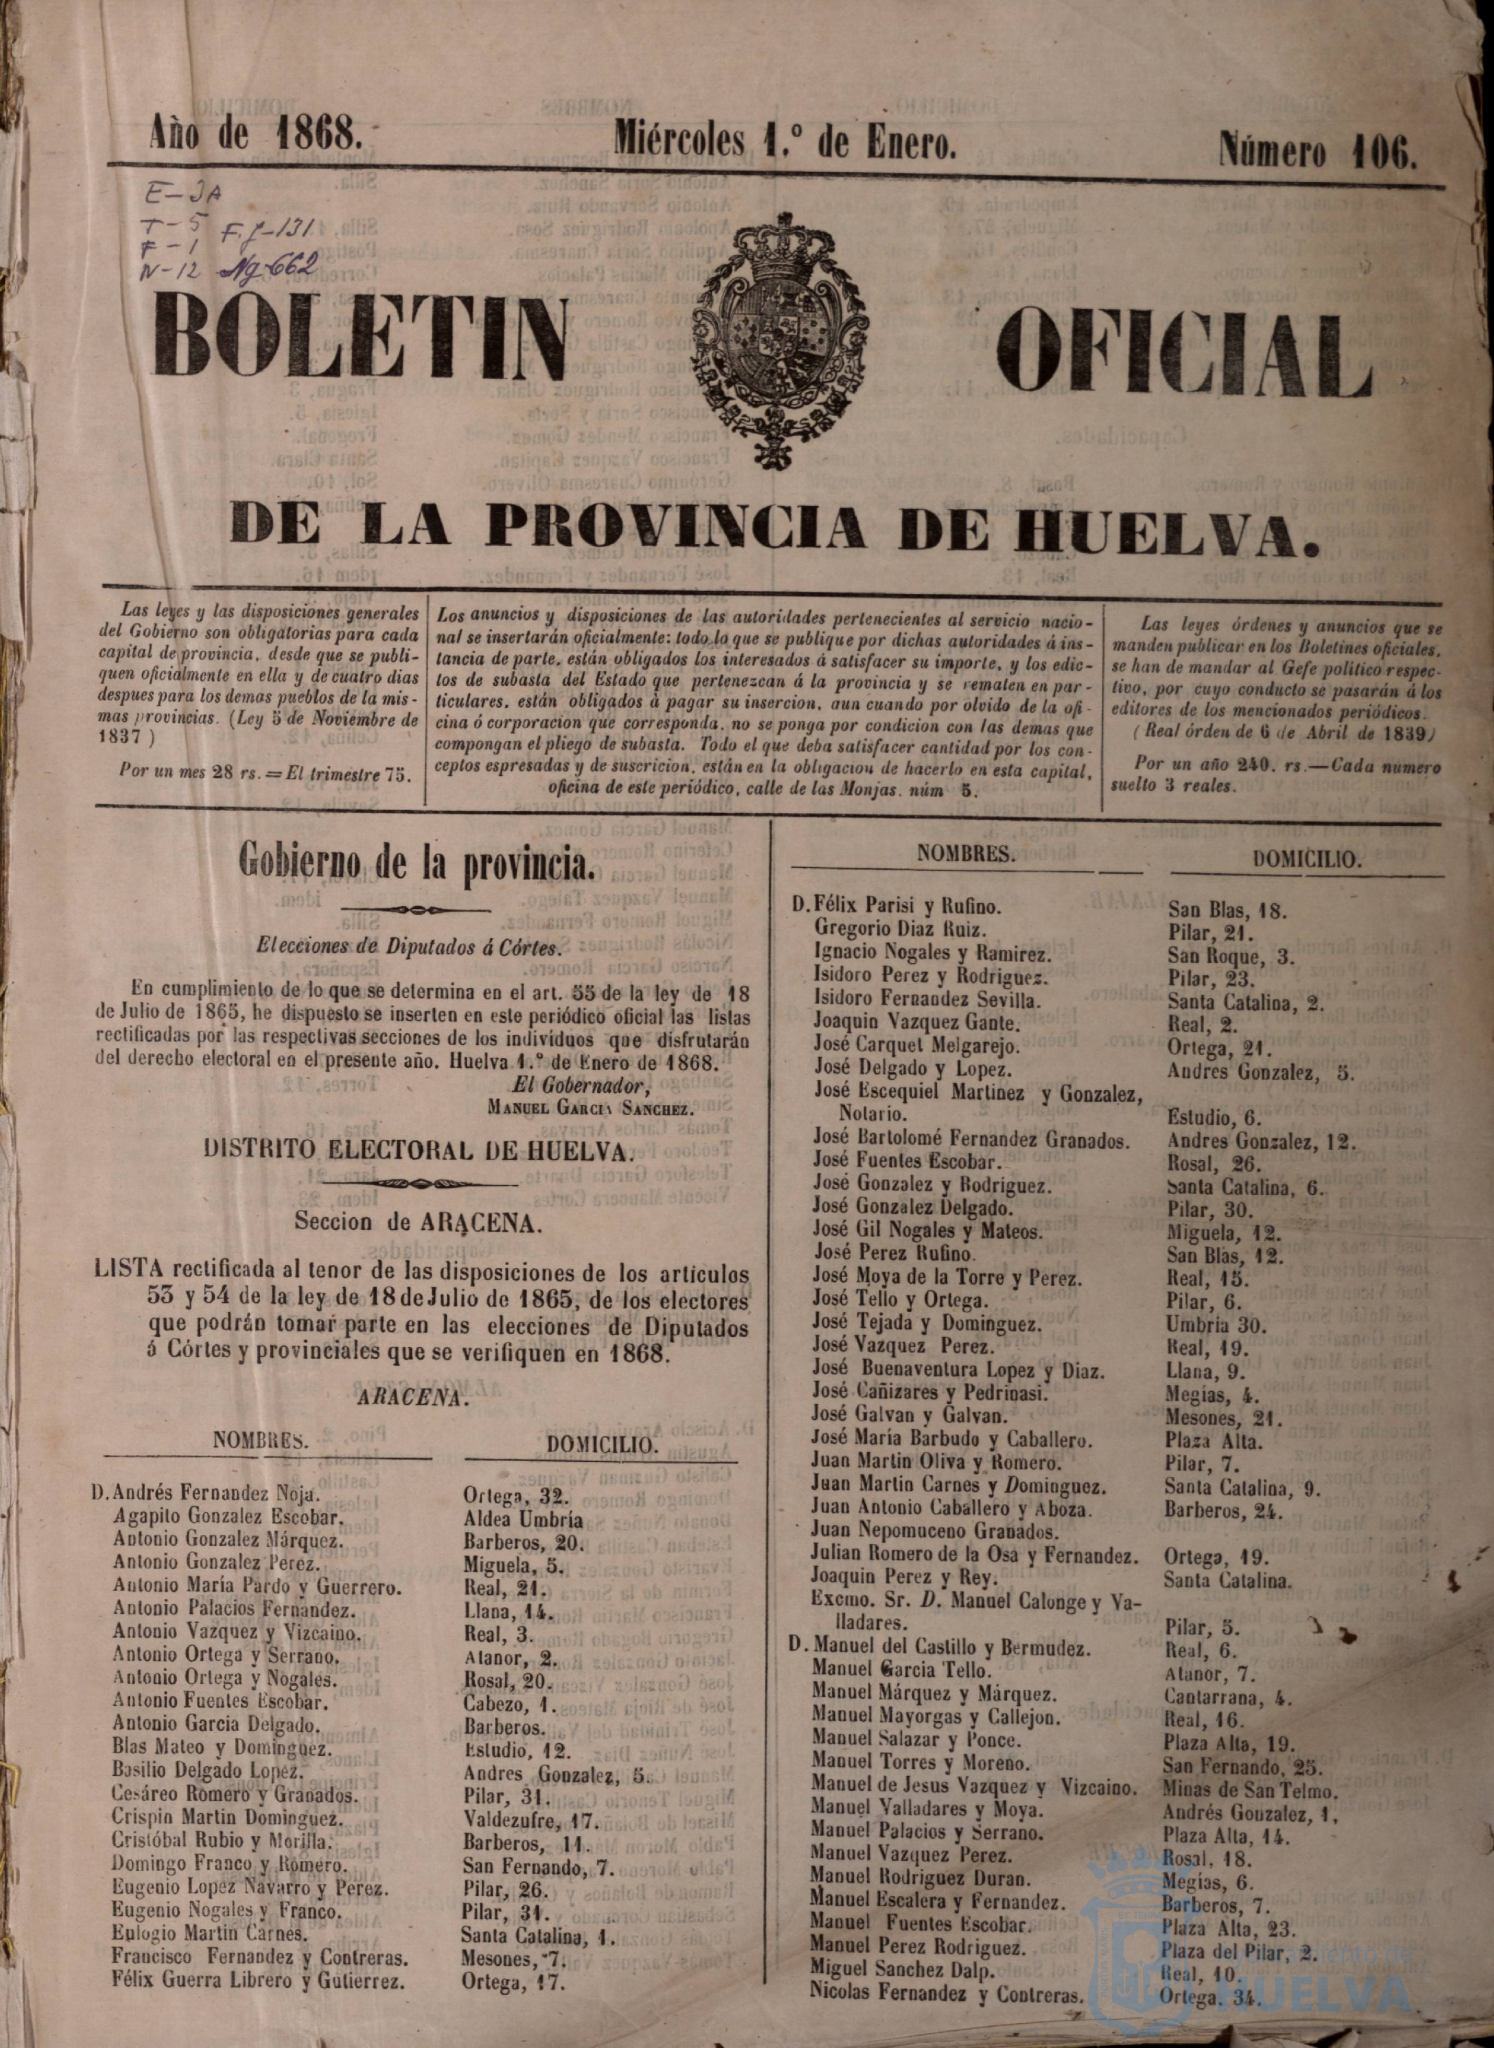 Año de 1868.
Miércoles 1.º de Enero.
Número 106.
E-3A
T-5 F.j-131
F-1
N-12 Ng-662
BOLETIN OFICIAL
DE LA PROVINCIA DE HUELVA.
Las leyes y las disposiciones generales
del Gobierno son obligatorias para cada
capital de provincia, desde que se publi-
quen oficialmente en ella y de cuatro dias
despues para los demas pueblos de la mis-
mas provincias. (Ley 5 de Noviembre de
1837 )
Por un mes 28 rs.=El trimestre 75.
Los anuncios y disposiciones de las autoridades pertenecientes al servicio nacio-
nal se insertarán oficialmente: todo lo que se publique por dichas autoridades á ins-
tancia de parte, están obligados los interesados á satisfacer su importe, y los edic-
tos de subasta del Estado que pertenezcan á la provincia y se rematen en par-
ticulares, están obligados á pagar su insercion, aun cuando por olvido de la ofi-
cina ó corporacion que corresponda, no se ponga por condicion con las demas que
compongan el pliego de subasta. Todo el que deba satisfacer cantidad por los con-
ceptos espresados y de suscricion, están en la obligacion de hacerlo en esta capital,
oficina de este periódico, calle de las Monjas, núm 5.
Las leyes órdenes y anuncios que se
manden publicar en los Boletines oficiales,
se han de mandar al Gefe político respec-
tivo, por cuyo conducto se pasarán á los
editores de los mencionados periódicos.
(Real órden de 6 de Abril de 1839)
Por un año 240. rs.—Cada numero
suelto 3 reales.
Gobierno de la provincia.
Elecciones de Diputados á Córtes.
En cumplimiento de lo que se determina en el art. 55 de la ley de 18
de Julio de 1865, he dispuesto se inserten en este periódico oficial las listas
rectificadas por las respectivas secciones de los individuos que disfrutarán
del derecho electoral en el presente año. Huelva 1.º de Enero de 1868.
El Gobernador,
MANUEL GARCIA SANCHEZ.
DISTRITO ELECTORAL DE HUELVA.
Seccion de ARACENA.
LISTA rectificada al tenor de las disposiciones de los artículos
53 y 54 de la ley de 18 de Julio de 1865, de los electores
que podrán tomar parte en las elecciones de Diputados
á Córtes y provinciales que se verifiquen en 1868.
ARACENA.
NOMBRES. DOMICILIO.
D. Andrés Fernandez Noja. Ortega, 32.
Agapito Gonzalez Escobar. Aldea Umbría
Antonio Gonzalez Márquez. Barberos, 20.
Antonio Gonzalez Perez. Miguela, 5.
Antonio María Pardo y Guerrero. Real, 21.
Antonio Palacios Fernandez. Llana, 14.
Antonio Vazquez y Vizcaino. Real, 3.
Antonio Ortega y Serrano. Atanor, 2.
Antonio Ortega y Nogales. Rosal, 20.
Antonio Fuentes Escobar. Cabezo, 1.
Antonio Garcia Delgado. Barberos.
Blas Mateo y Dominguez. Estudio, 12.
Basilio Delgado Lopez. Andres Gonzalez, 5.
Cesáreo Romero y Granados. Pilar, 31.
Crispin Martin Dominguez. Valdezufre, 17.
Cristóbal Rubio y Morilla. Barberos, 11.
Domingo Franco y Romero. San Fernando, 7.
Eugenio Lopez Navarro y Perez. Pilar, 26.
Eugenio Nogales y Franco. Pilar, 31.
Eulogio Martin Carnes. Santa Catalina, 1.
Francisco Fernandez y Contreras. Mesones, 7.
Félix Guerra Librero y Gutierrez. Ortega, 17.
NOMBRES. DOMICILIO.
D. Félix Parisi y Rufino. San Blas, 18.
Gregorio Diaz Ruiz. Pilar, 21.
Ignacio Nogales y Ramirez. San Roque, 3.
Isidoro Perez y Rodriguez. Pilar, 23.
Isidoro Fernandez Sevilla. Santa Catalina, 2.
Joaquin Vazquez Gante. Real, 2.
José Carquet Melgarejo. Ortega, 21.
José Delgado y Lopez. Andres Gonzalez, 5.
José Escequiel Martinez y Gonzalez,
Notario. Estudio, 6.
José Bartolomé Fernandez Granados. Andres Gonzalez, 12.
José Fuentes Escobar. Rosal, 26.
José Gonzalez y Rodriguez. Santa Catalina, 6.
José Gonzalez Delgado. Pilar, 30.
José Gil Nogales y Mateos. Miguela, 12.
José Perez Rufino. San Blas, 12.
José Moya de la Torre y Perez. Real, 15.
José Tello y Ortega. Pilar, 6.
José Tejada y Dominguez. Umbria 30.
José Vazquez Perez. Real, 19.
José Buenaventura Lopez y Diaz. Llana, 9.
José Cañizares y Pedrinasi. Megías, 4.
José Galvan y Galvan. Mesones, 21.
José María Barbudo y Caballero. Plaza Alta.
Juan Martin Oliva y Romero. Pilar, 7.
Juan Martin Carnes y Dominguez. Santa Catalina, 9.
Juan Antonio Caballero y Aboza. Barberos, 24.
Juan Nepomuceno Granados.
Julian Romero de la Osa y Fernandez. Ortega, 19.
Joaquin Perez y Rey. Santa Catalina.
Excmo. Sr. D. Manuel Calonge y Va-
lladares. Pilar, 5.
D. Manuel del Castillo y Bermudez. Real, 6.
Manuel Garcia Tello. Atanor, 7.
Manuel Márquez y Márquez. Cantarrana, 4.
Manuel Mayorgas y Callejon. Real, 16.
Manuel Salazar y Ponce. Plaza Alta, 19.
Manuel Torres y Moreno. San Fernando, 25.
Manuel de Jesus Vazquez y Vizcaino. Minas de San Telmo.
Manuel Valladares y Moya. Andrés Gonzalez, 1,
Manuel Palacios y Serrano. Plaza Alta, 14.
Manuel Vazquez Perez. Rosal, 18.
Manuel Rodriguez Duran. Megías, 6.
Manuel Escalera y Fernandez. Barberos, 7.
Manuel Fuentes Escobar. Plaza Alta, 23.
Manuel Perez Rodriguez. Plaza del Pilar, 2.
Miguel Sanchez Dalp. Real, 10.
Nicolas Fernandez y Contreras. Ortega, 34.
HUELVA